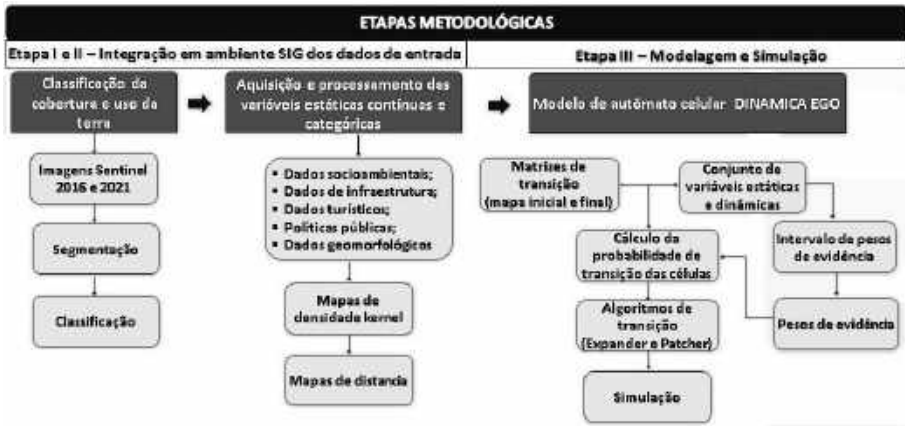 ETAPAS METODOLÓGICAS
Etapa I e II – Integração em ambiente SIG dos dados de entrada
Etapa III – Modelagem e Simulação
Classificação da
cobertura e uso da
terra
Aquisição e processamento das
variáveis estáticas contínuas e
categóricas
Modelo de autômato celular DINAMICA EGO
Imagens Sentinel
2016 e 2021
Segmentação
Classificação
▪ Dados socioambientais;
▪ Dados de infraestrutura;
▪ Dados turísticos;
▪ Políticas públicas;
▪ Dados geomorfológicos
Mapas de
densidade kernel
Mapas de distancia
Matrizes de
transição
(mapa inicial e final)
Conjunto de
variáveis estáticas
e dinámicas
Cálculo da
probabilidade de
transição das células
Intervalo de pesos
de evidência
Algoritmos de
transição
(Expander e Patcher)
Pesos de evidência
Simulação